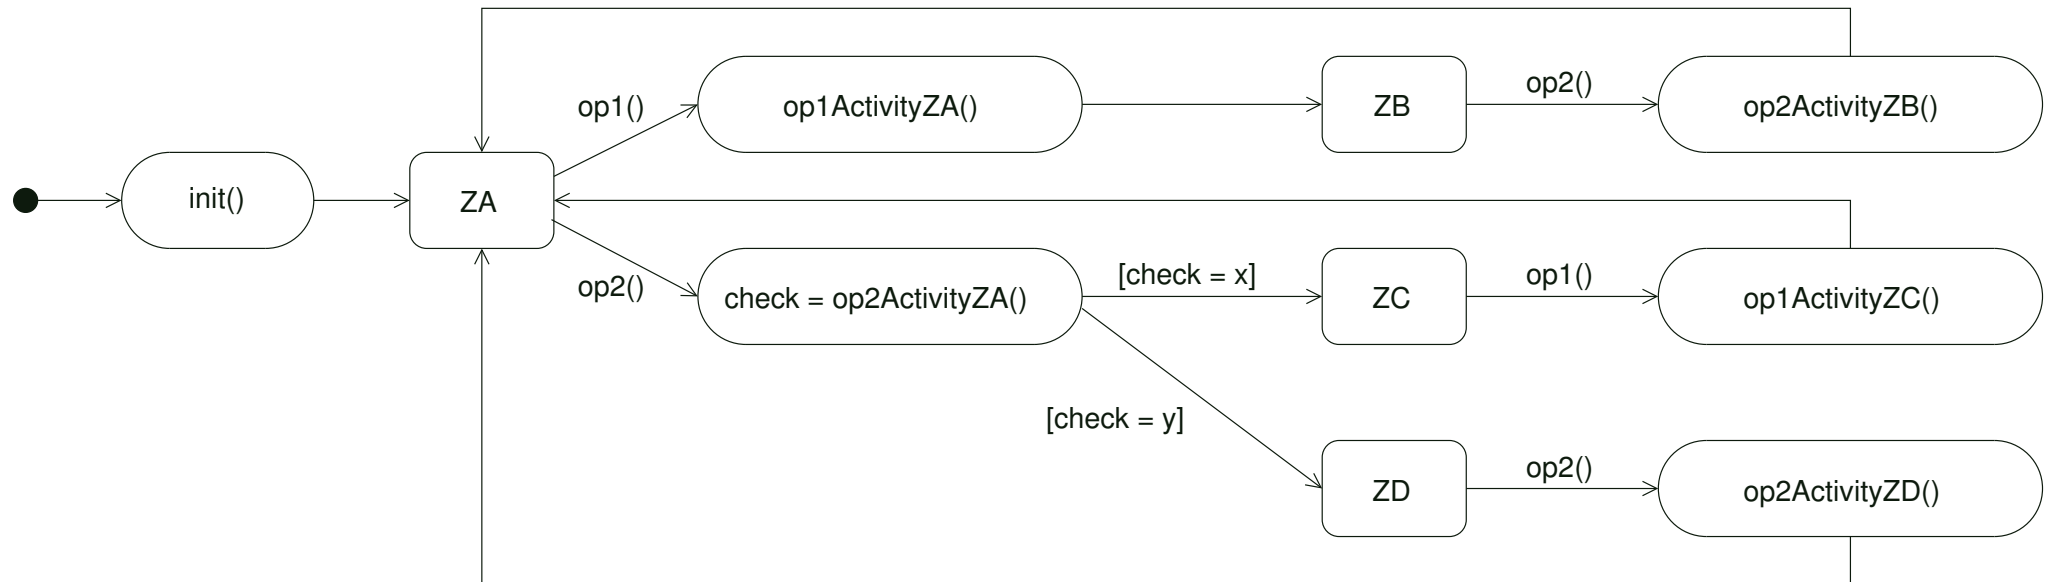 op1()
op1ActivityZA()
ZB
op2()
op2ActivityZB()
init()
ZA
op2()
check = op2ActivityZA()
[check = x]
ZC
op1()
op1ActivityZC()
[check = y]
ZD
op2()
op2ActivityZD()